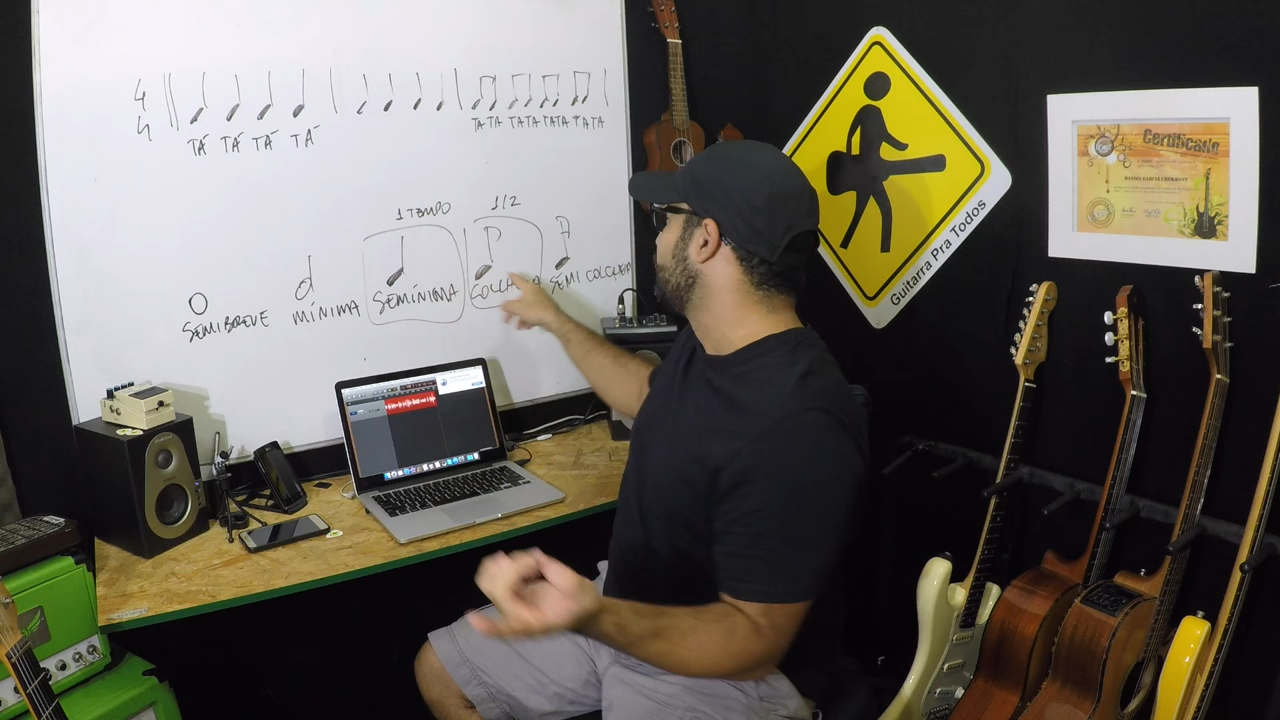 4
4
TÁ TÁ TÁ TÁ
TA TA TA TA TA TA TA TA
1 TEMPO
1/2
SEMIBREVE
MÍNIMA
SEMÍNIMA
COLCHEIA
SEMI COLCHEIA
Guitarra Pra Todos
Certificado